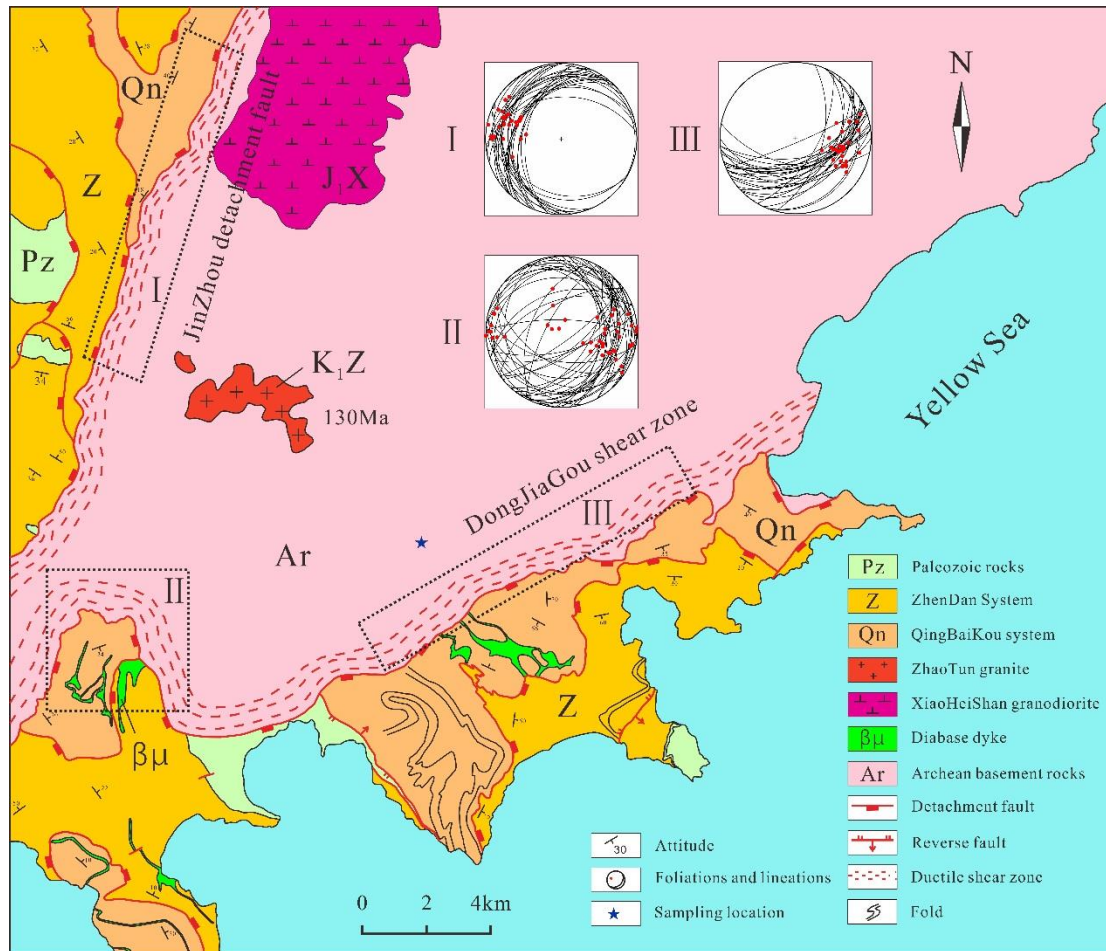 Qn
Z
Pz
JinZhou detachment fault
I
J₁X
I
III
II
N
Yellow Sea
K₁Z
130Ma
DongJiaGou shear zone
III
Ar
II
Qn
Z
βμ
34
Pz Paleozoic rocks
Z ZhenDan System
Qn QingBaiKou system
ZhaoTun granite
XiaoHeiShan granodiorite
βμ Diabase dyke
Ar Archean basement rocks
Detachment fault
Reverse fault
Ductile shear zone
Fold
30 Attitude
Foliations and lineations
Sampling location
0 2 4km